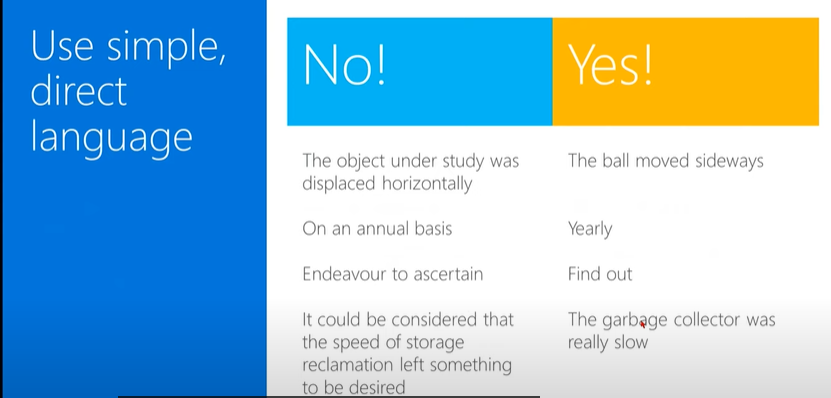 Use simple,
direct
language
No!
Yes!
The object under study was
displaced horizontally
The ball moved sideways
On an annual basis
Yearly
Endeavour to ascertain
Find out
It could be considered that
the speed of storage
reclamation left something
to be desired
The garbage collector was
really slow